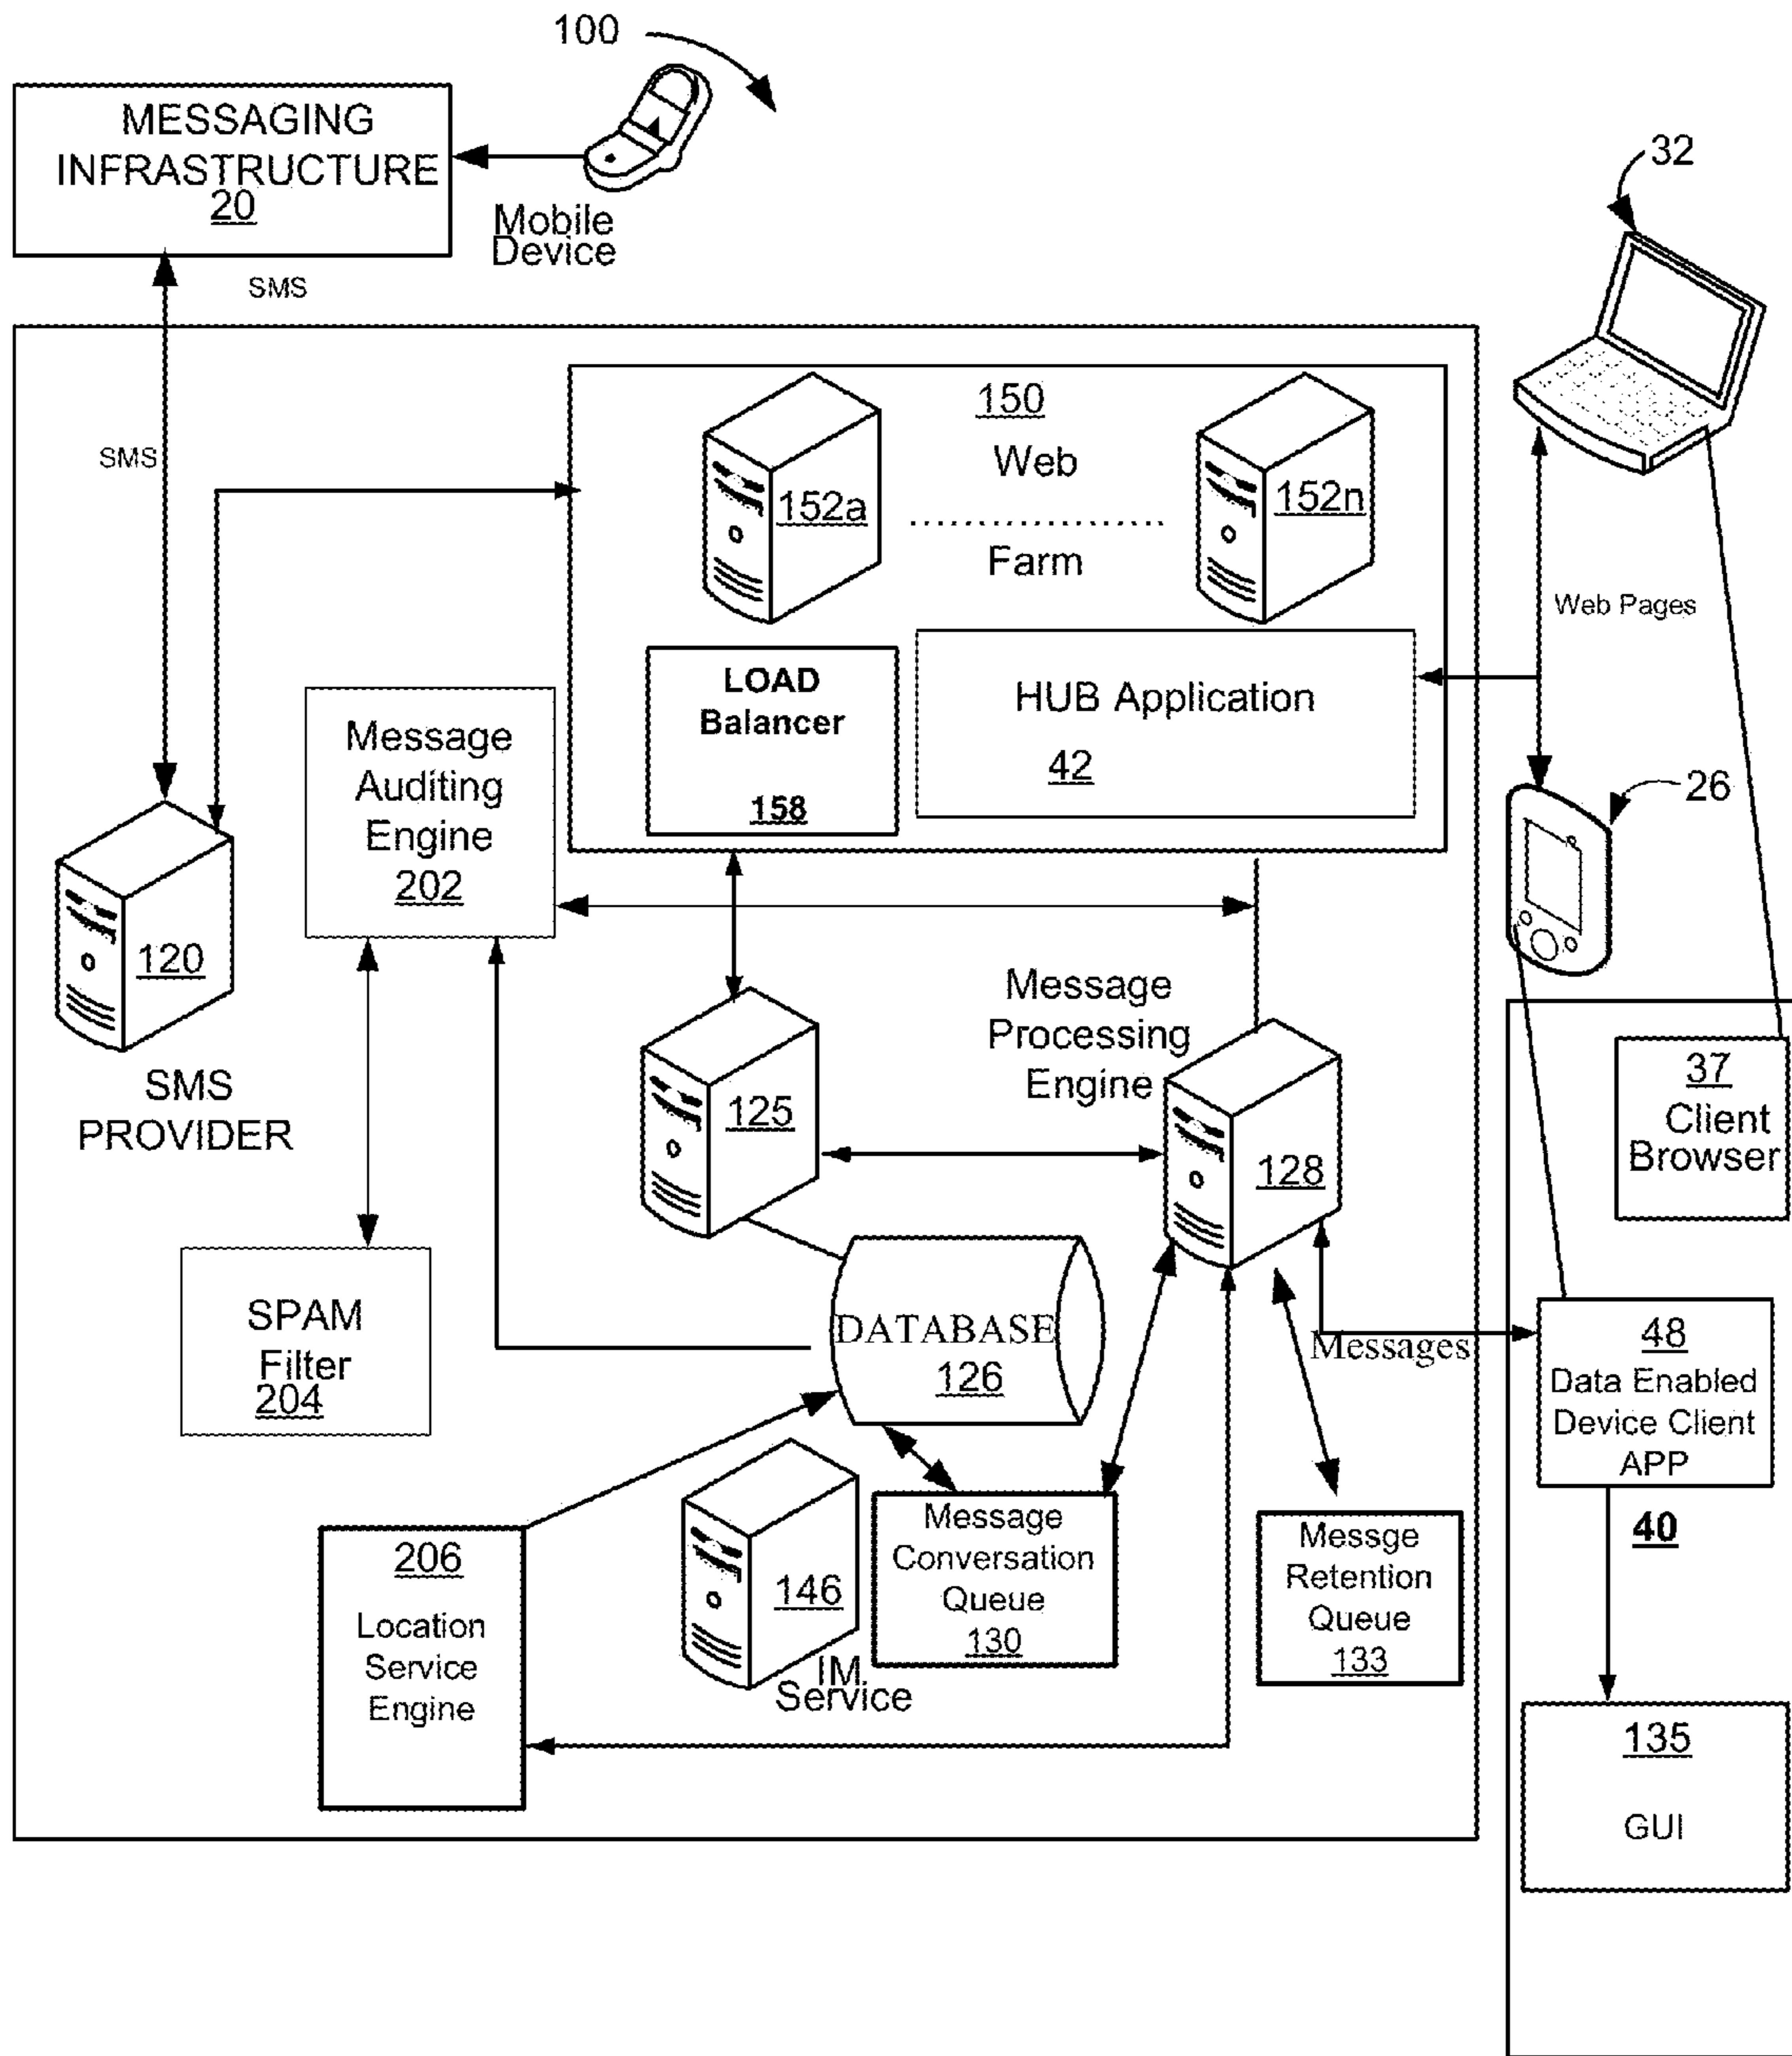 100
MESSAGING
INFRASTRUCTURE
20
Mobile
Device
32
SMS
SMS
150
Web
Farm
152a
152n
Web Pages
LOAD
Balancer
158
HUB Application
42
Message
Auditing
Engine
202
26
120
SMS
PROVIDER
Message
Processing
Engine
125
128
37
Client
Browser
SPAM
Filter
204
DATABASE
126
Messages
48
Data Enabled
Device Client
APP
40
206
Location
Service
Engine
146
IM
Service
Message
Conversation
Queue
130
Messge
Retention
Queue
133
135
GUI